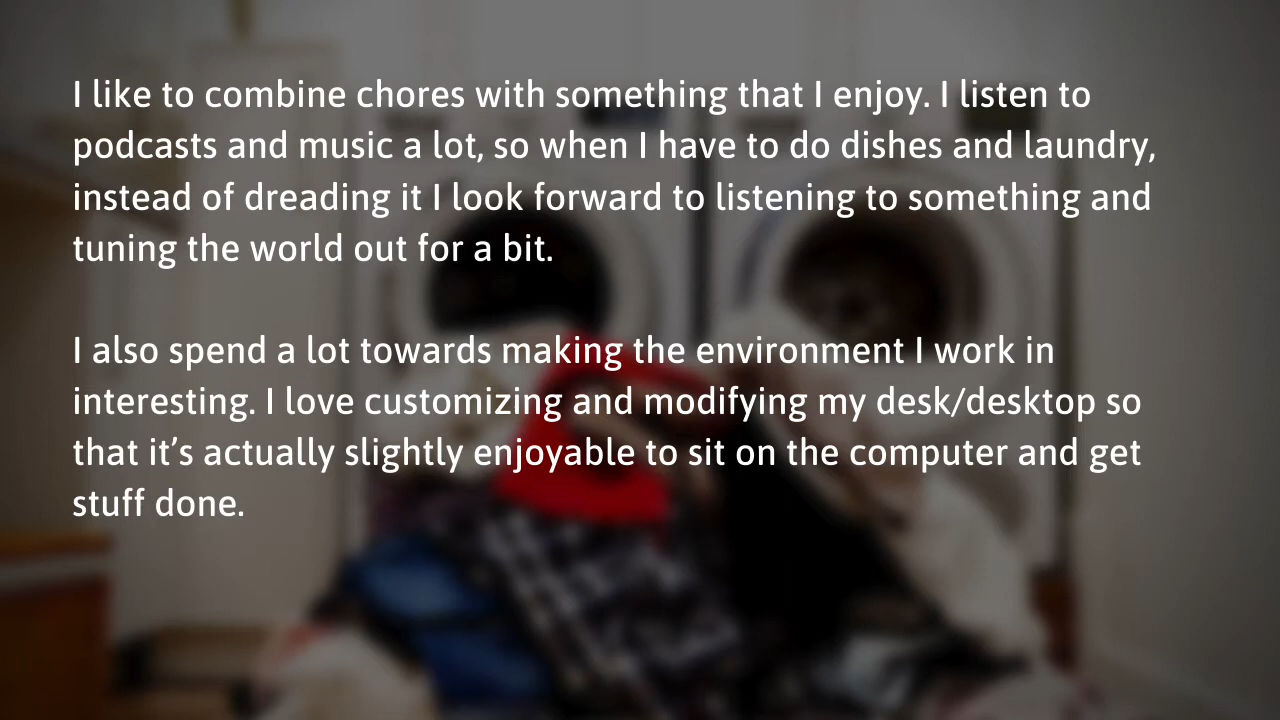 I like to combine chores with something that I enjoy. I listen to
podcasts and music a lot, so when I have to do dishes and laundry,
instead of dreading it I look forward to listening to something and
tuning the world out for a bit.
I also spend a lot towards making the environment I work in
interesting. I love customizing and modifying my desk/desktop so
that it’s actually slightly enjoyable to sit on the computer and get
stuff done.